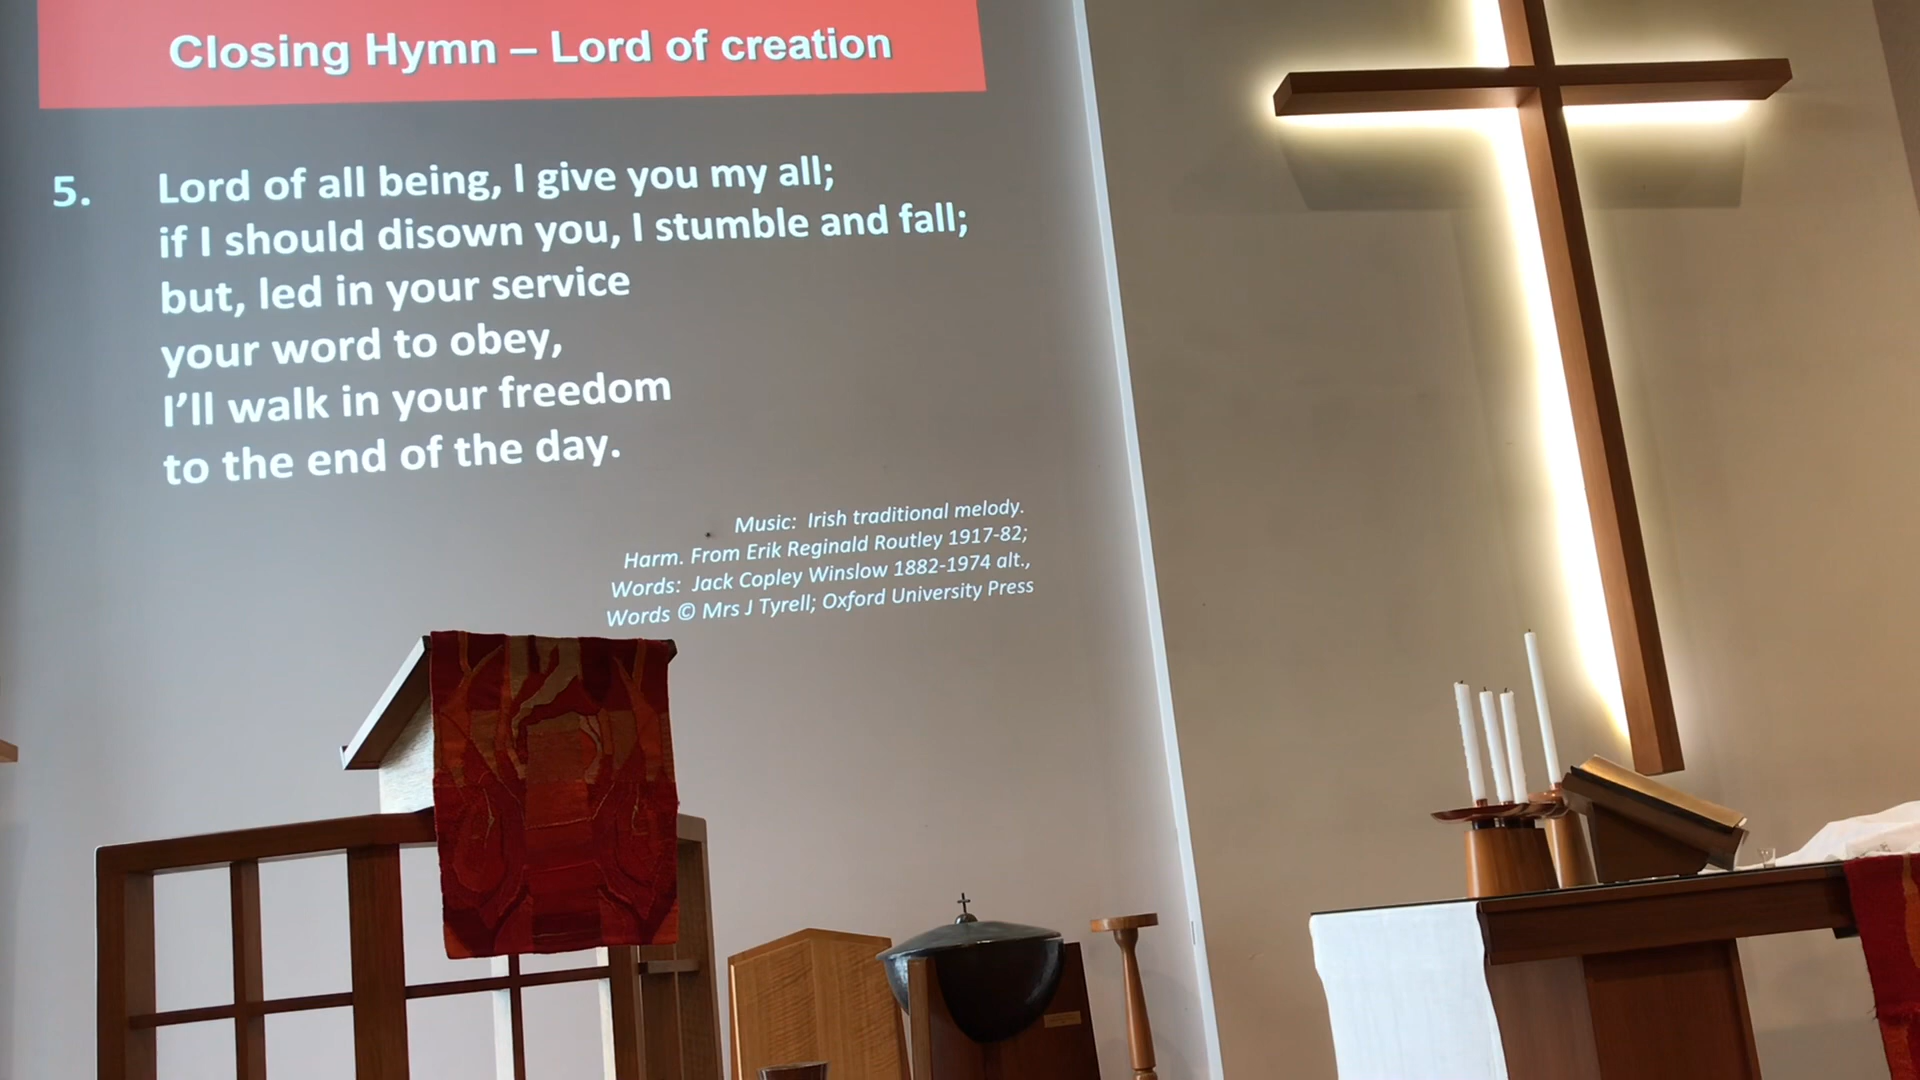 Closing Hymn – Lord of creation
5. Lord of all being, I give you my all;
if I should disown you, I stumble and fall;
but, led in your service
your word to obey,
I'll walk in your freedom
to the end of the day.
Music: Irish traditional melody.
Harm. From Erik Reginald Routley 1917-82;
Words: Jack Copley Winslow 1882-1974 alt.,
Words © Mrs J Tyrell; Oxford University Press